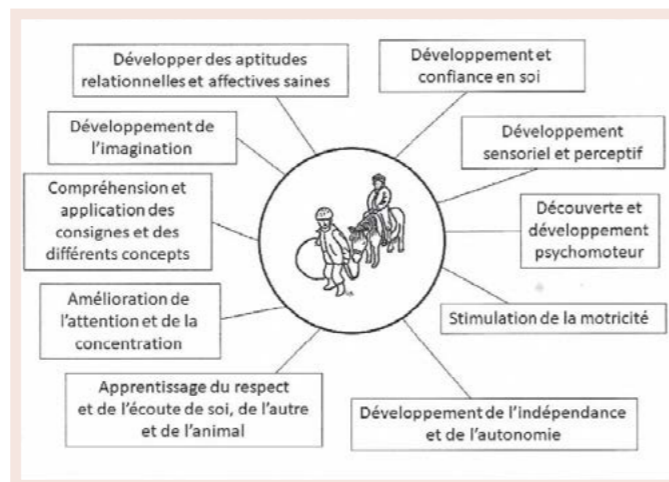 Développer des aptitudes
relationnelles et affectives saines
Développement et
confiance en soi
Développement de
l'imagination
Développement
sensoriel et perceptif
Compréhension et
application des
consignes et des
différents concepts
Découverte et
développement
psychomoteur
Amélioration de
l'attention et de la
concentration
Stimulation de la motricité
Apprentissage du respect
et de l'écoute de soi, de l'autre
et de l'animal
Développement de l'indépendance
et de l'autonomie